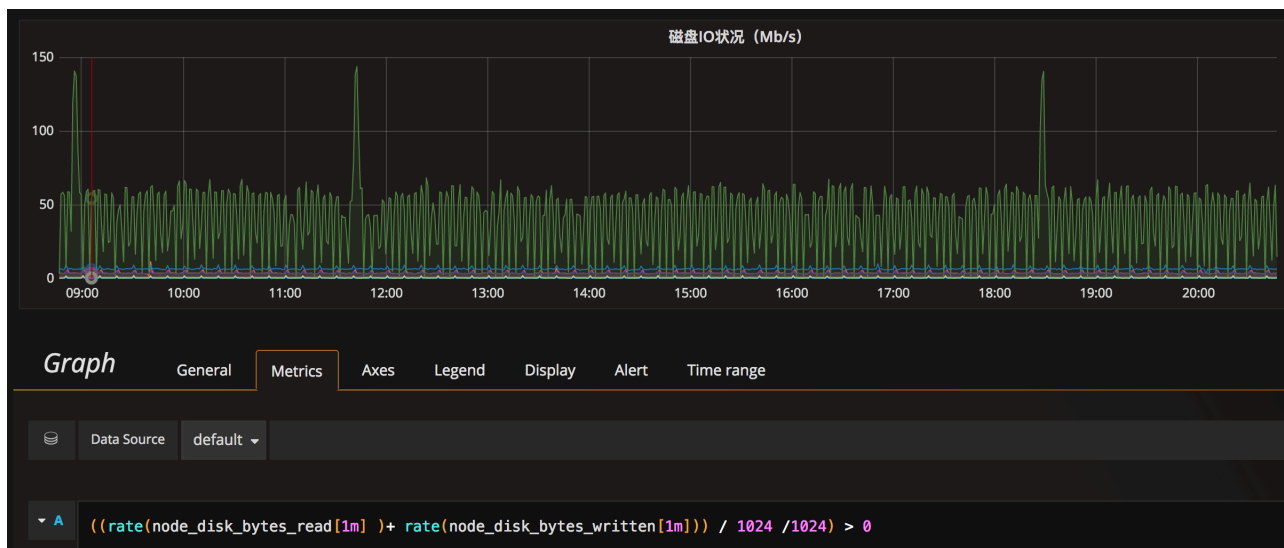 磁盘IO状况（Mb/s）
150
100
50
0
09:00 10:00 11:00 12:00 13:00 14:00 15:00 16:00 17:00 18:00 19:00 20:00
Graph General Metrics Axes Legend Display Alert Time range
Data Source default
A ((rate(node_disk_bytes_read[1m] )+ rate(node_disk_bytes_written[1m])) / 1024 /1024) > 0